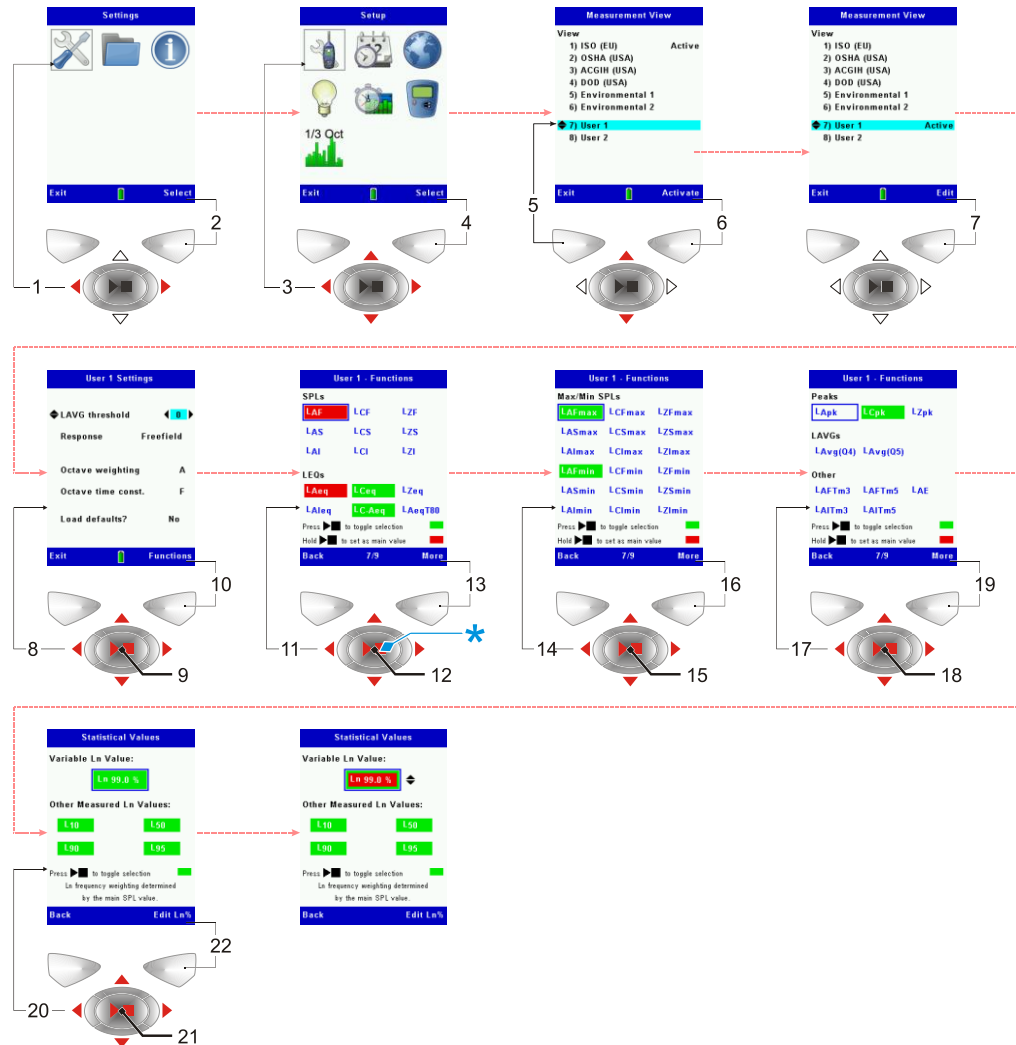 Settings
Exit Select
1
2
Setup
1/3 Oct
Exit Select
3
4
Measurement View
View
1) ISO (EU) Active
2) OSHA (USA)
3) ACGIH (USA)
4) DOD (USA)
5) Environmental 1
6) Environmental 2
7) User 1
8) User 2
Exit Activate
5
6
Measurement View
View
1) ISO (EU)
2) OSHA (USA)
3) ACGIH (USA)
4) DOD (USA)
5) Environmental 1
6) Environmental 2
7) User 1 Active
8) User 2
Exit Edit
7
User 1 Settings
LAVG threshold 0
Response Freefield
Octave weighting A
Octave time const. F
Load defaults? No
Exit Functions
8
9
10
User 1 - Functions
SPLs
LAF LCF LZF
LAS LCS LZS
LAI LCI LZI
LEQs
LAeq LCeq LZeq
LAIeq LC-Aeq LAeqT80
Press to toggle selection
Hold to set as main value
Back 7/9 More
11
12
13
*
User 1 - Functions
Max/Min SPLs
LAFmax LCFmax LZFmax
LASmax LCSmax LZSmax
LAImax LCImax LZImax
LAFmin LCFmin LZFmin
LASmin LCSmin LZSmin
LAImin LCImin LZImin
Press to toggle selection
Hold to set as main value
Back 7/9 More
14
15
16
User 1 - Functions
Peaks
LApk LCpk LZpk
LAVGs
LAvg(Q4) LAvg(Q5)
Other
LAFTm3 LAFTm5 LAE
LAITm3 LAITm5
Press to toggle selection
Hold to set as main value
Back 7/9 More
17
18
19
Statistical Values
Variable Ln Value:
Ln 99.0 %
Other Measured Ln Values:
L10 L50
L90 L95
Press to toggle selection
Ln frequency weighting determined
by the main SPL value.
Back Edit Ln%
20
21
22
Statistical Values
Variable Ln Value:
Ln 99.0 %
Other Measured Ln Values:
L10 L50
L90 L95
Press to toggle selection
Ln frequency weighting determined
by the main SPL value.
Back Edit Ln%